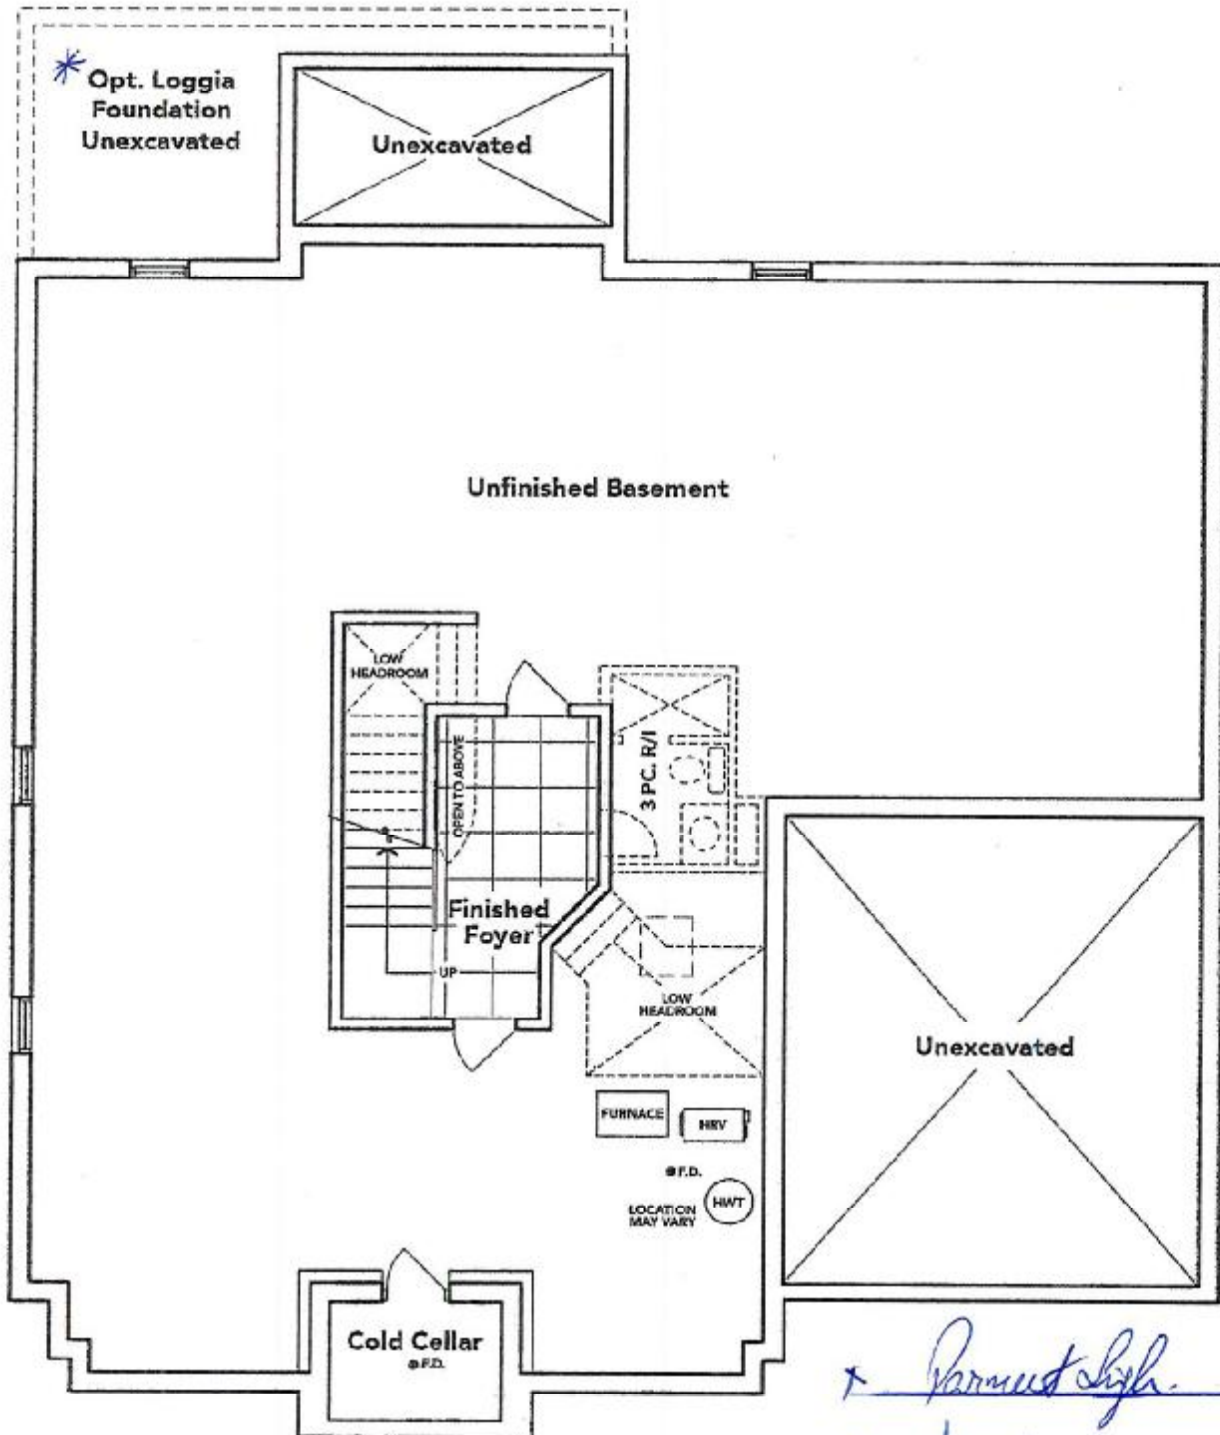 * Opt. Loggia
Foundation
Unexcavated
Unexcavated
Unfinished Basement
LOW
HEADROOM
OPEN TO ABOVE
3 PC. R/I
Finished
Foyer
UP
LOW
HEADROOM
Unexcavated
FURNACE
HRV
F.D.
HWT
LOCATION
MAY VARY
Cold Cellar
F.D.
x